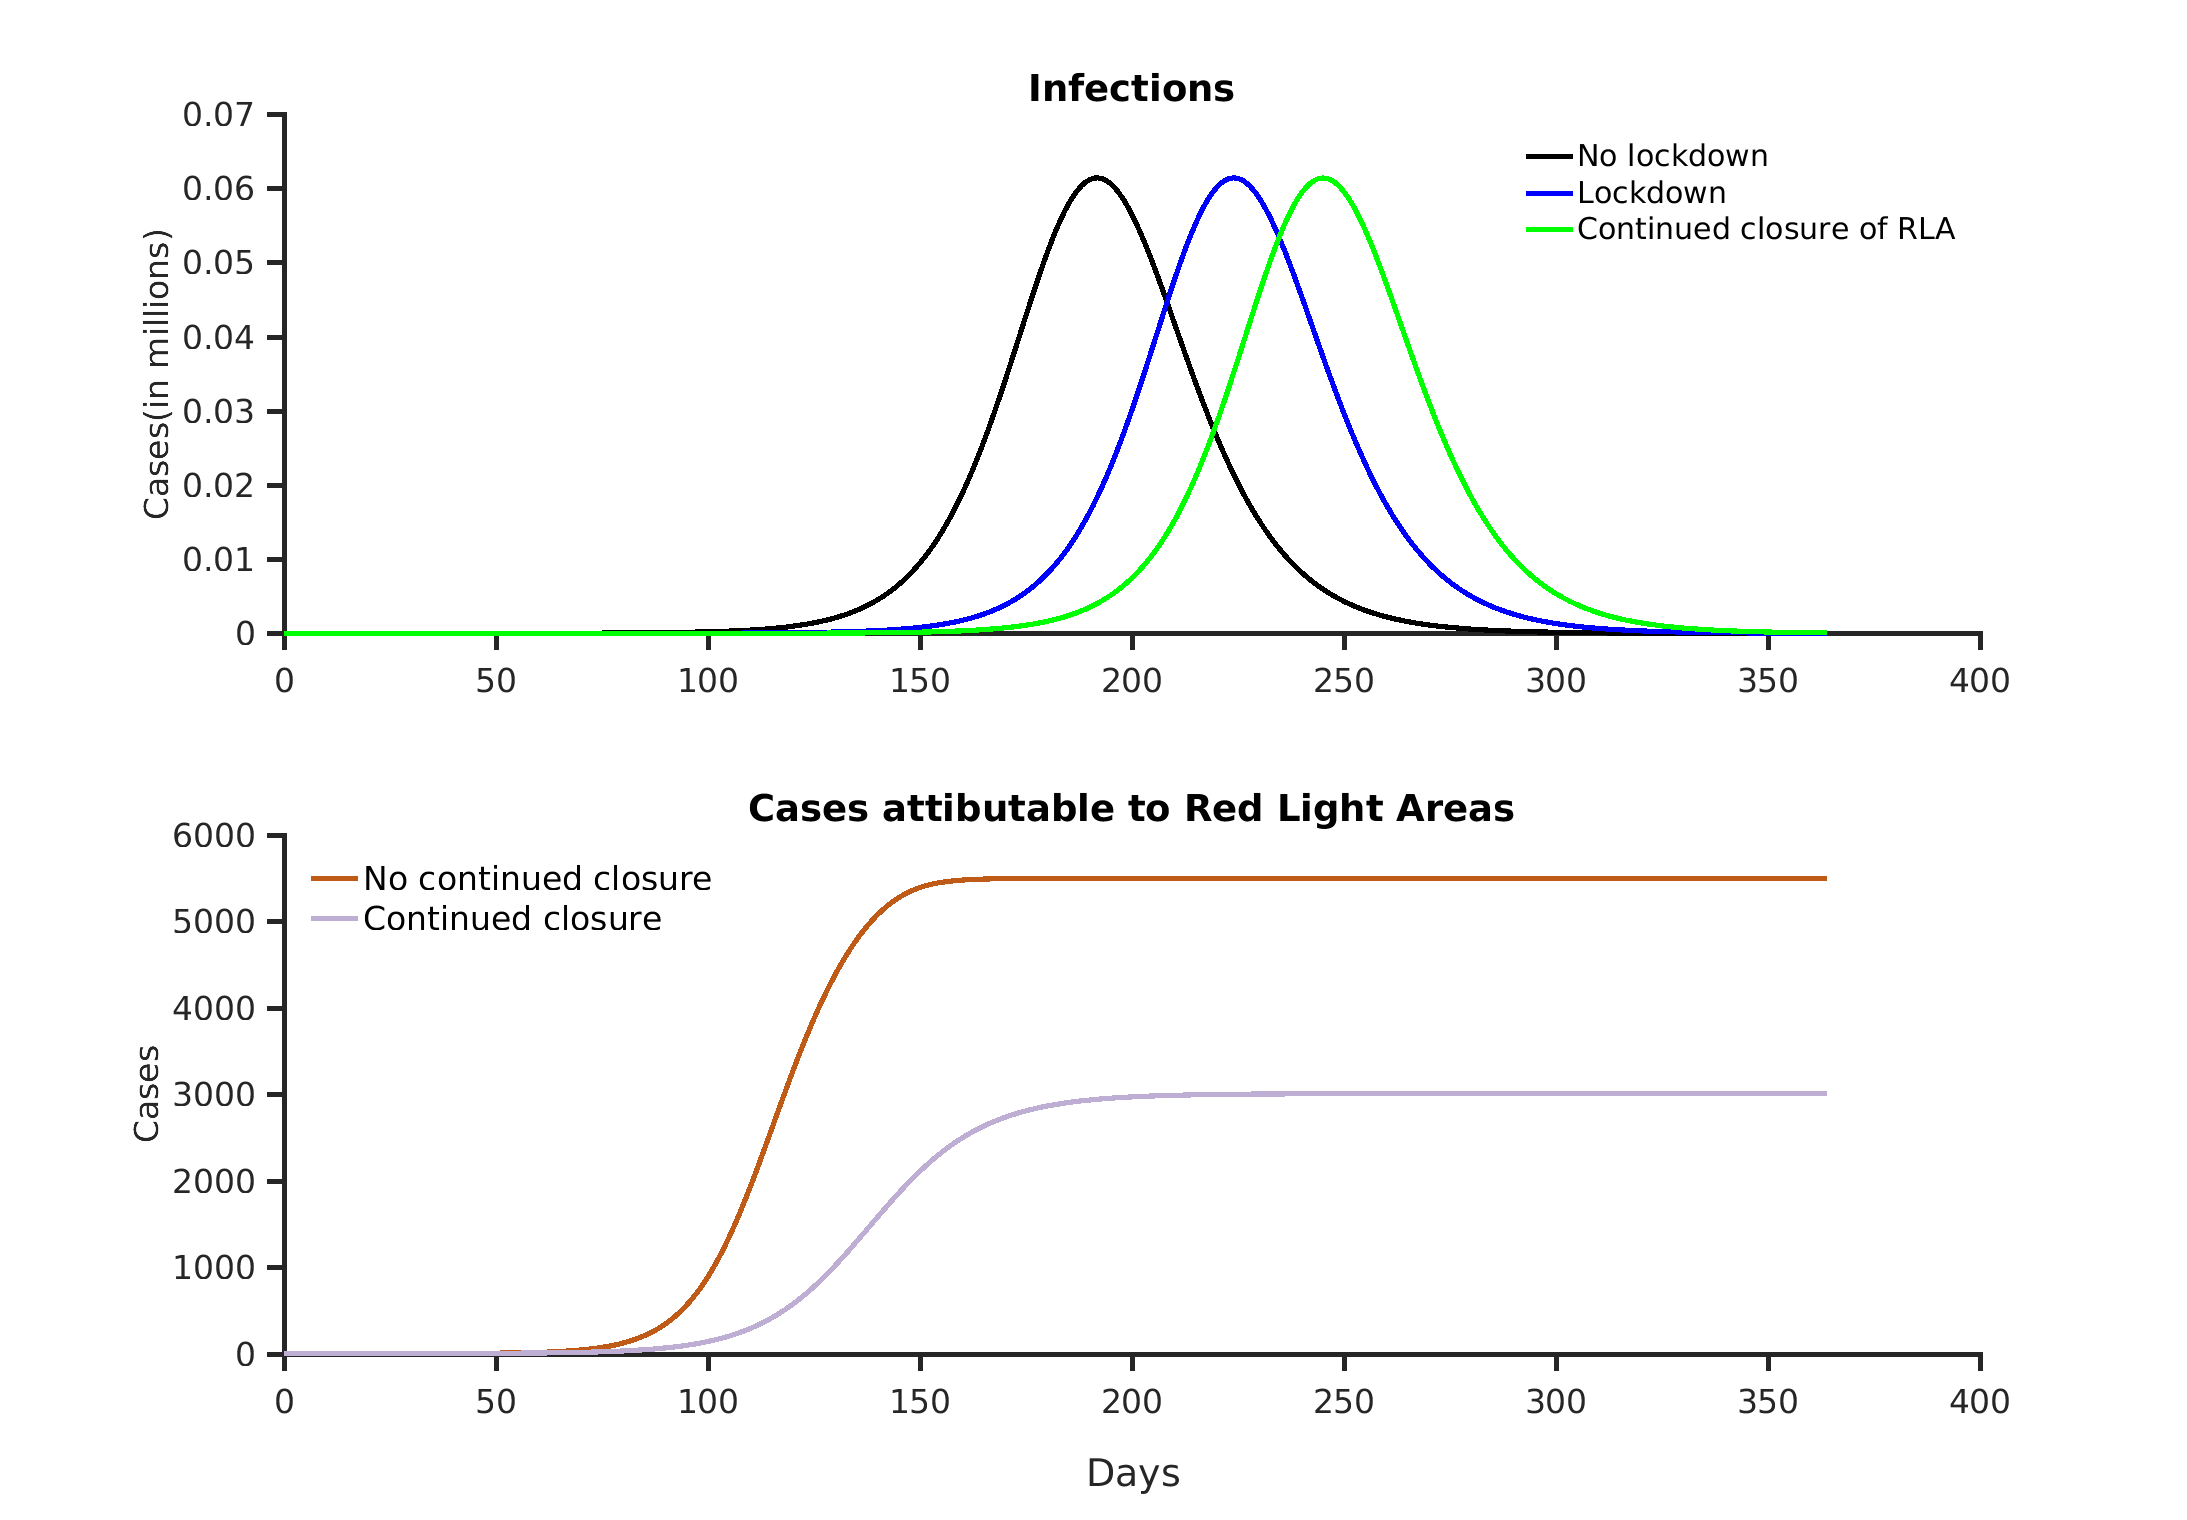 Infections
0.07
0.06
0.05
0.04
0.03
0.02
0.01
0
Cases(in millions)
No lockdown
Lockdown
Continued closure of RLA
0 50 100 150 200 250 300 350 400
Cases attibutable to Red Light Areas
6000
5000
4000
3000
2000
1000
0
Cases
No continued closure
Continued closure
0 50 100 150 200 250 300 350 400
Days